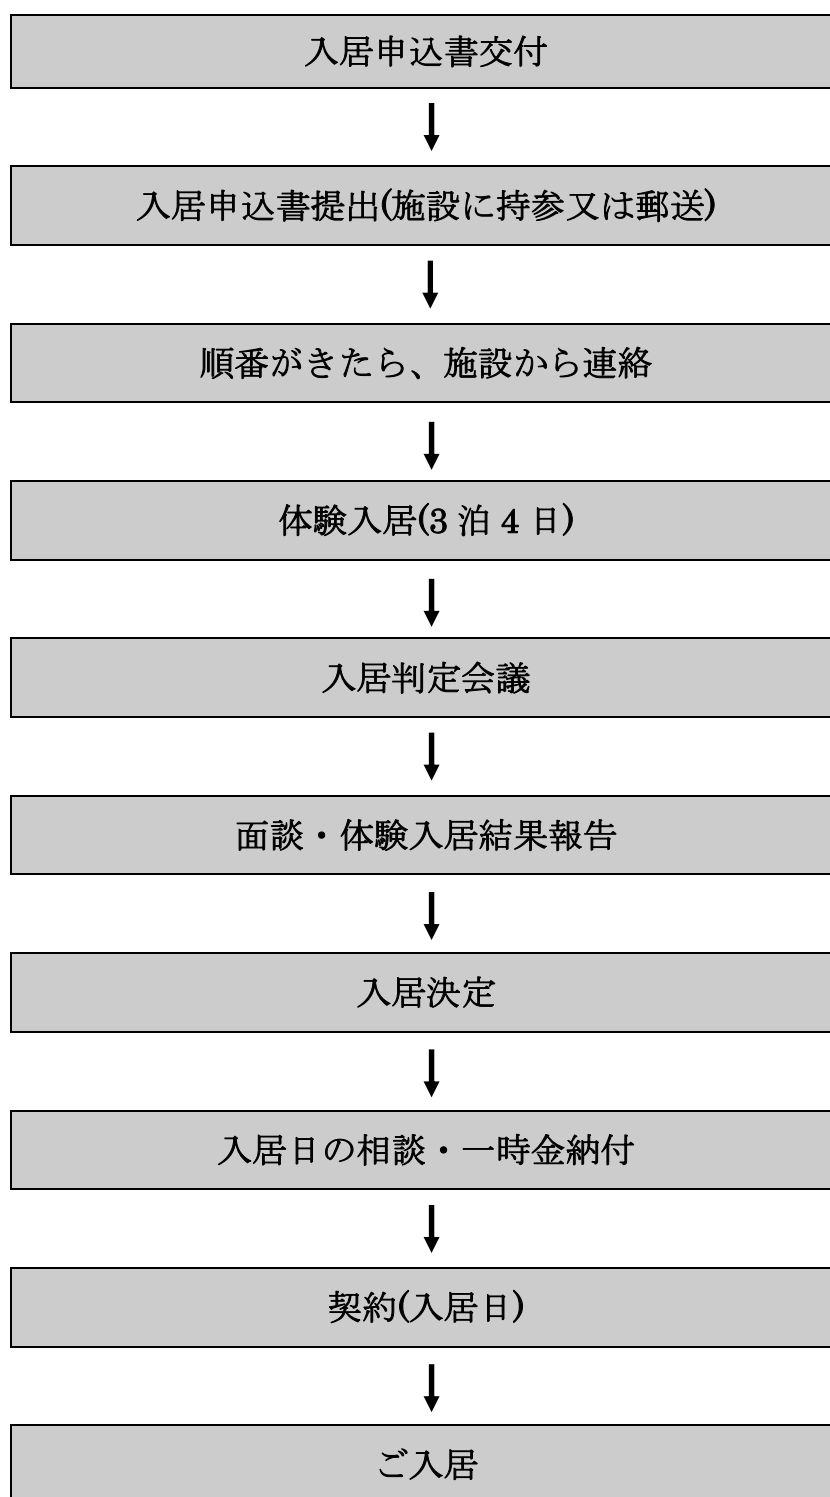 入居申込書交付
入居申込書提出(施設に持参又は郵送)
順番がきたら、施設から連絡
体験入居(3 泊 4 日)
入居判定会議
面談・体験入居結果報告
入居決定
入居日の相談・一時金納付
契約(入居日)
ご入居